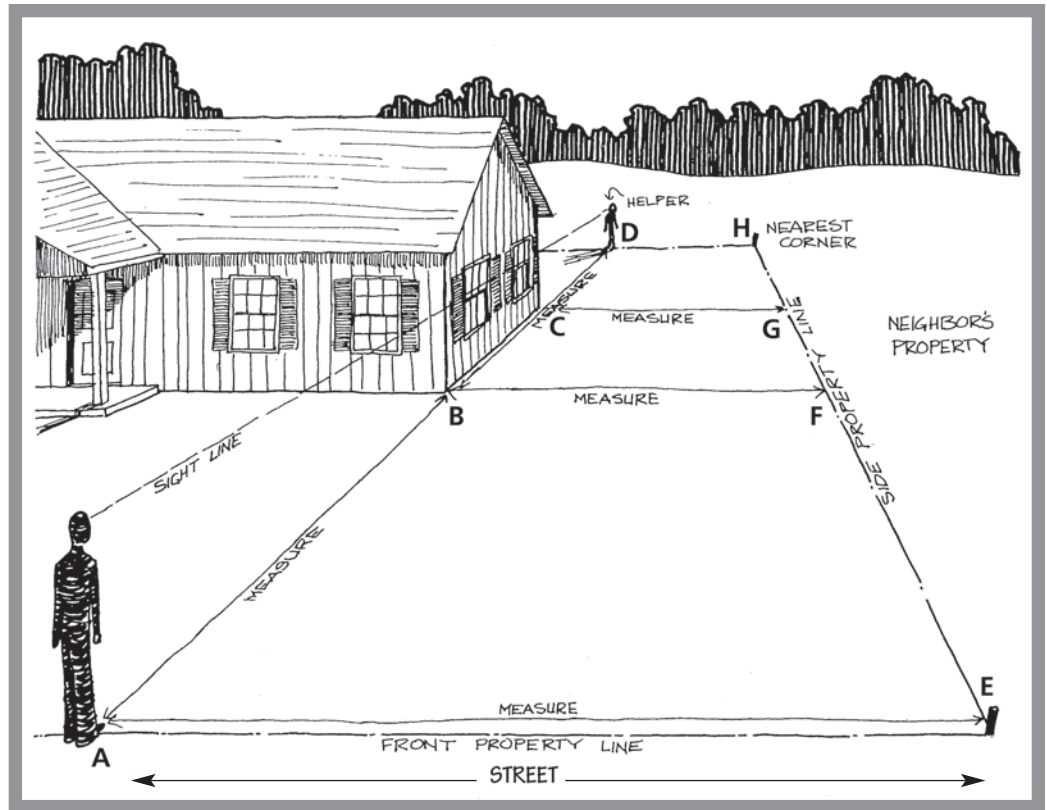 HELPER
D
H
NEAREST
CORNER
MEASURE
C
MEASURE
G
NEIGHBOR'S
PROPERTY
B
MEASURE
F
SIDE PROPERTY LINE
SIGHT LINE
MEASURE
E
MEASURE
A
FRONT PROPERTY LINE
STREET